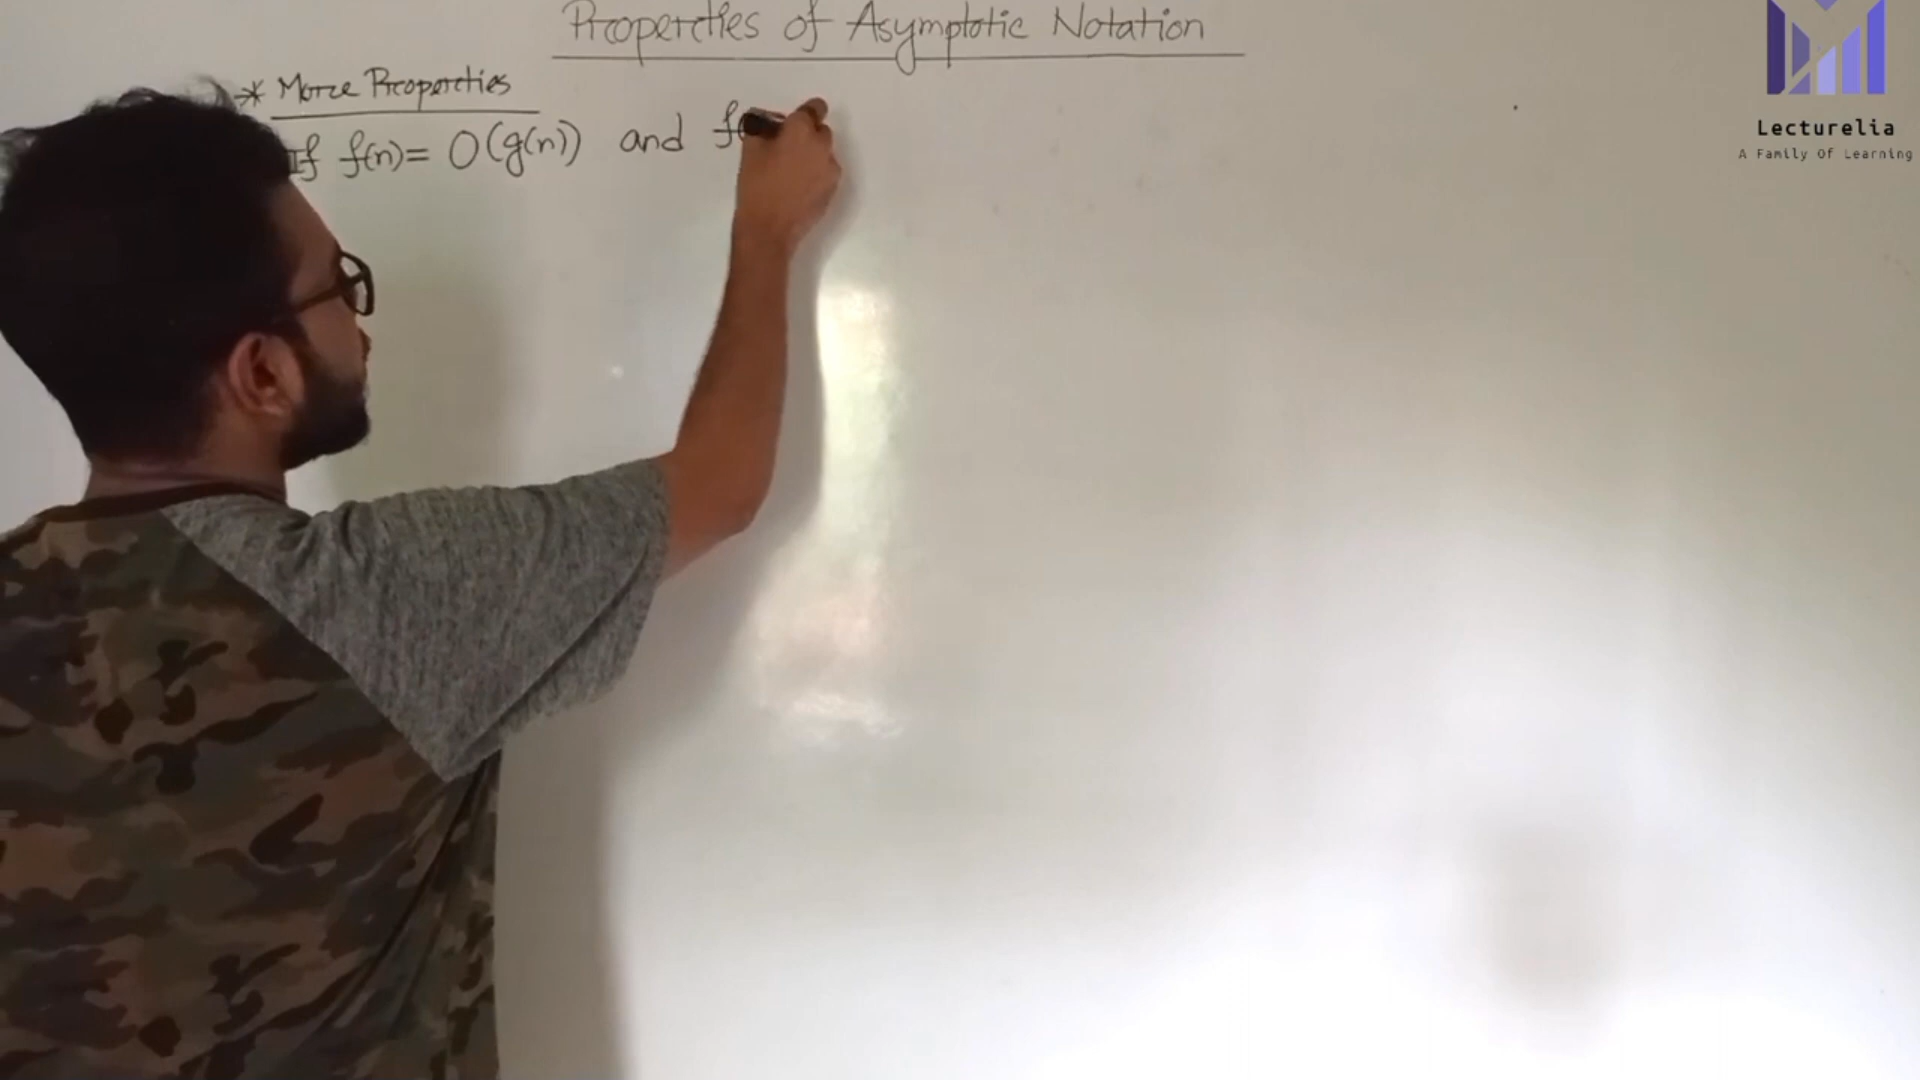 Properties of Asymptotic Notation
* More Properties
If f(n)= O(g(n)) and f(
Lecturelia
A Family Of Learning